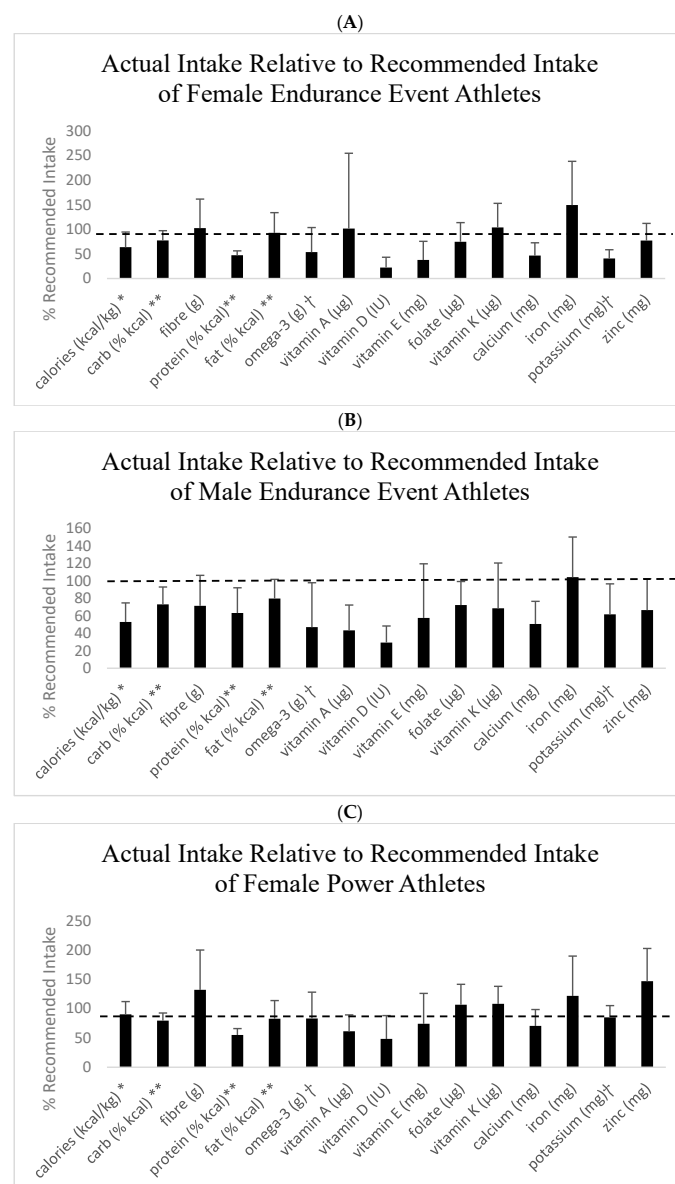 (A)
Actual Intake Relative to Recommended Intake
of Female Endurance Event Athletes
% Recommended Intake
300
250
200
150
100
50
0
calories (kcal/kg) *
carb (% kcal) **
fibre (g)
protein (% kcal)**
fat (% kcal) **
omega-3 (g) †
vitamin A (µg)
vitamin D (IU)
vitamin E (mg)
folate (µg)
vitamin K (µg)
calcium (mg)
iron (mg)
potassium (mg)†
zinc (mg)
(B)
Actual Intake Relative to Recommended Intake
of Male Endurance Event Athletes
% Recommended Intake
160
140
120
100
80
60
40
20
0
calories (kcal/kg) *
carb (% kcal) **
fibre (g)
protein (% kcal)**
fat (% kcal) **
omega-3 (g) †
vitamin A (µg)
vitamin D (IU)
vitamin E (mg)
folate (µg)
vitamin K (µg)
calcium (mg)
iron (mg)
potassium (mg)†
zinc (mg)
(C)
Actual Intake Relative to Recommended Intake
of Female Power Athletes
% Recommended Intake
250
200
150
100
50
0
calories (kcal/kg) *
carb (% kcal) **
fibre (g)
protein (% kcal)**
fat (% kcal) **
omega-3 (g) †
vitamin A (µg)
vitamin D (IU)
vitamin E (mg)
folate (µg)
vitamin K (µg)
calcium (mg)
iron (mg)
potassium (mg)†
zinc (mg)